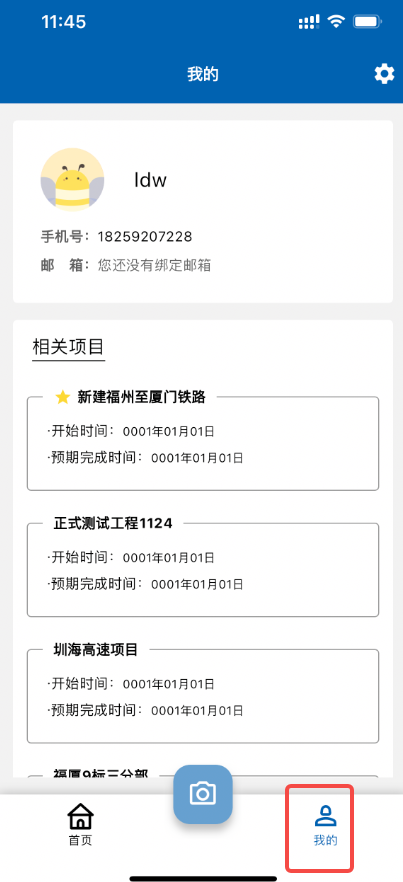 11:45
我的
ldw
手机号：18259207228
邮 箱：您还没有绑定邮箱
相关项目
新建福州至厦门铁路
·开始时间：0001年01月01日
·预期完成时间：0001年01月01日
正式测试工程1124
·开始时间：0001年01月01日
·预期完成时间：0001年01月01日
圳海高速项目
·开始时间：0001年01月01日
·预期完成时间：0001年01月01日
福厦9标三分部
首页
我的